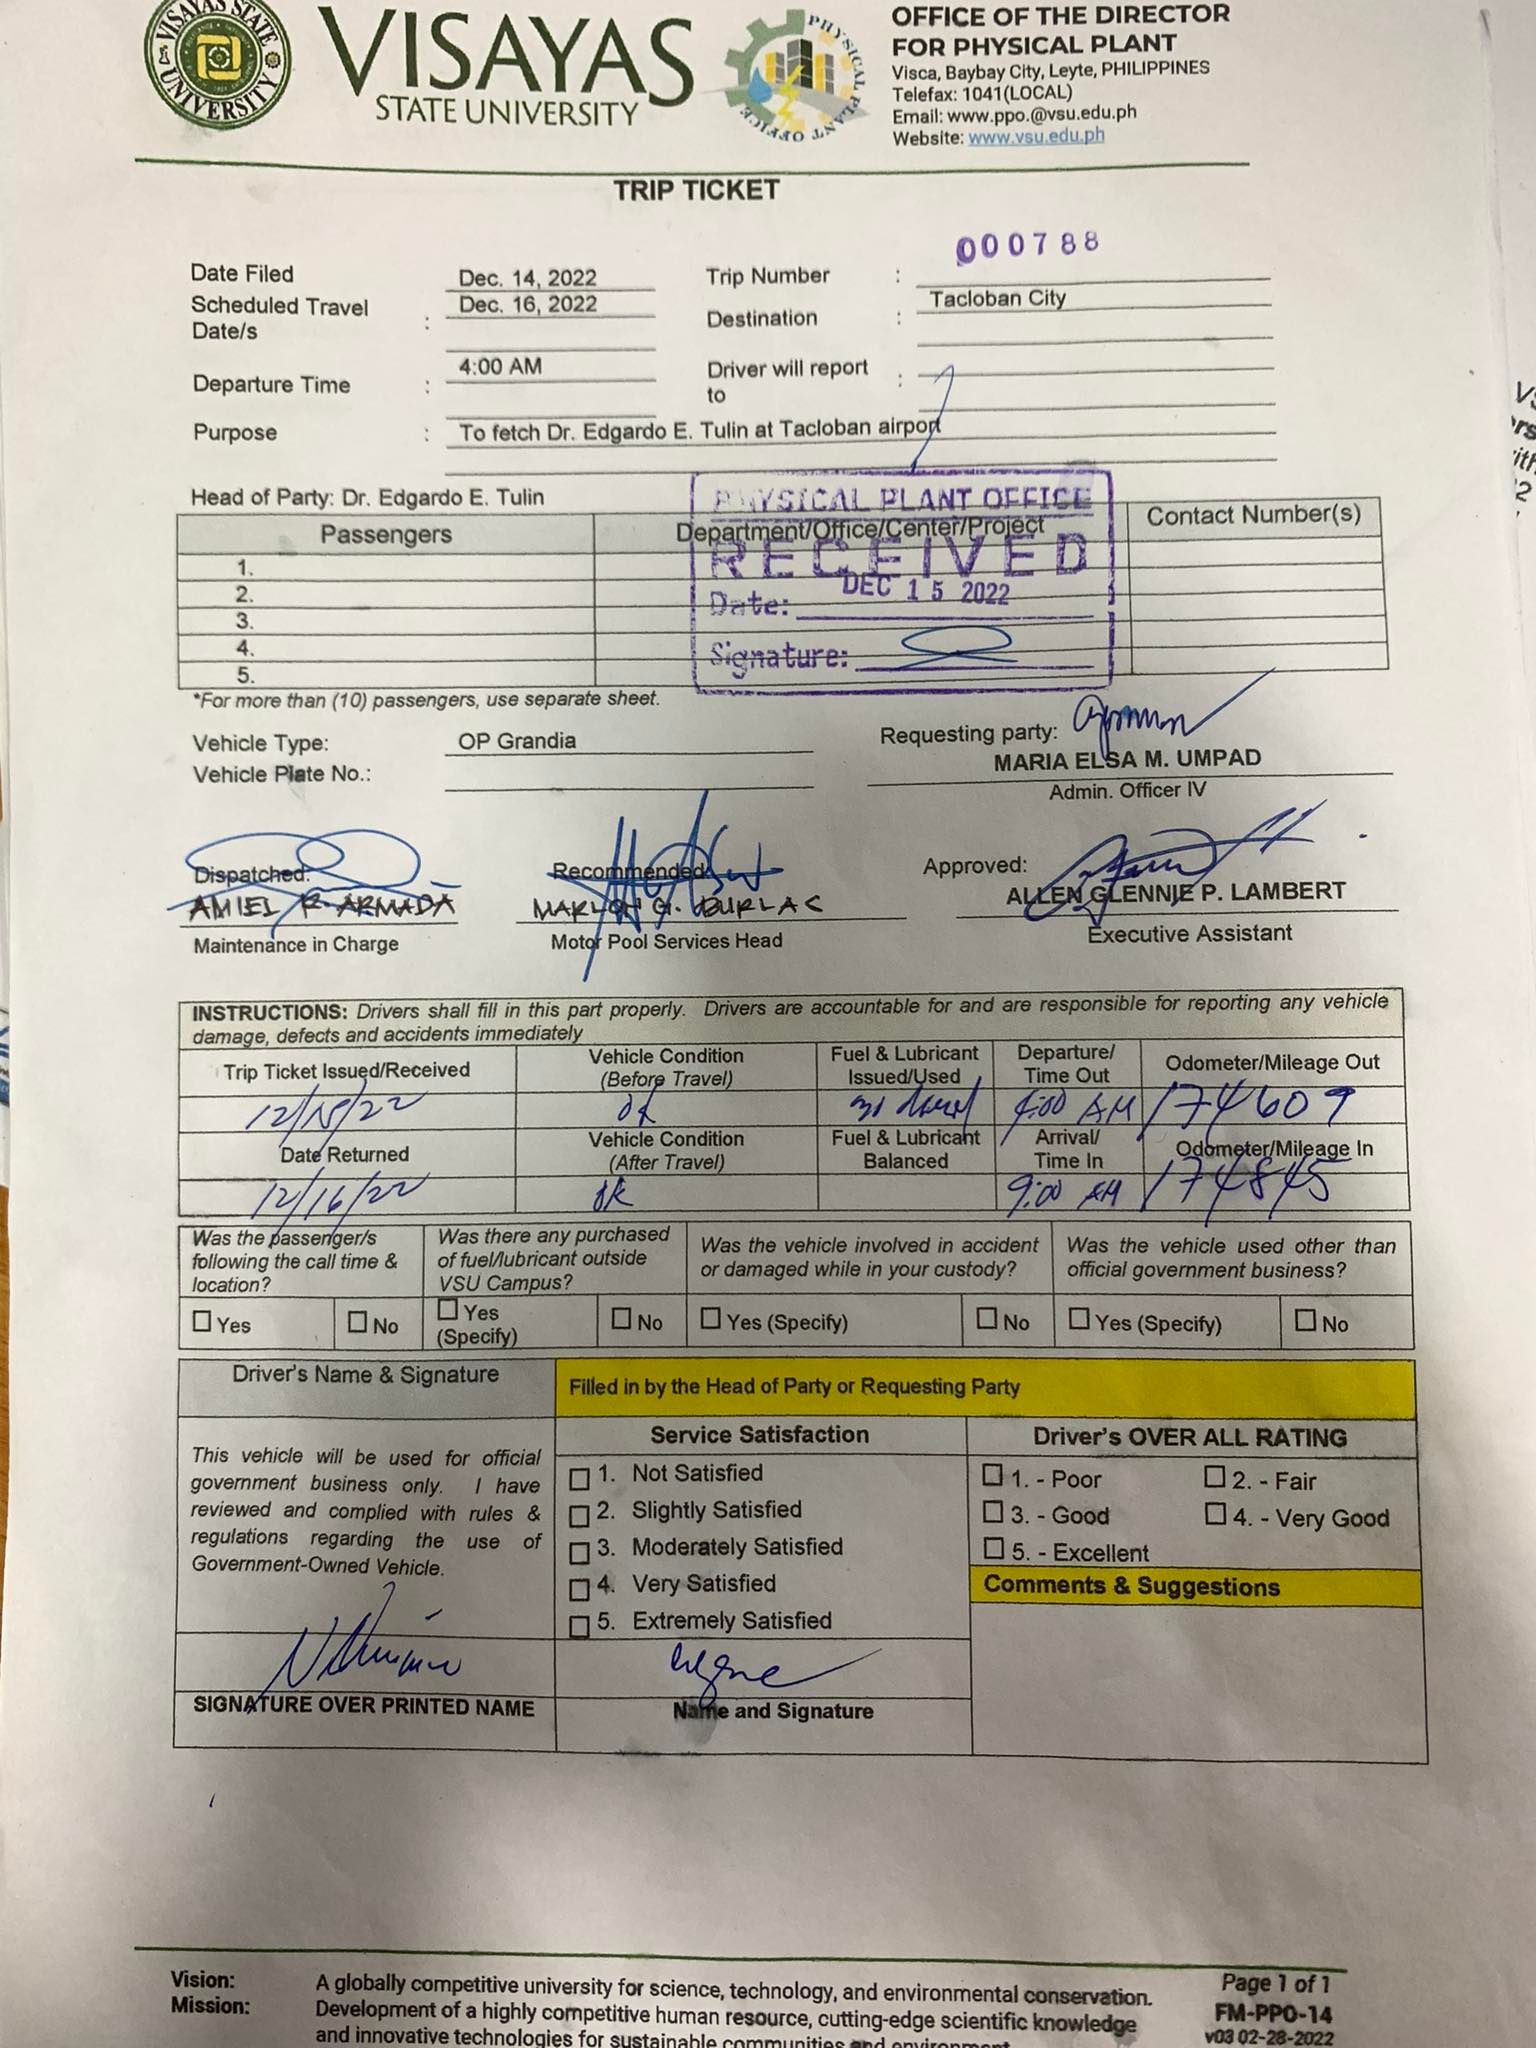 VISAYAS STATE UNIVERSITY
VISAYAS
STATE UNIVERSITY
PHYSICAL PLANT OFFICE
OFFICE OF THE DIRECTOR
FOR PHYSICAL PLANT
Visca, Baybay City, Leyte, PHILIPPINES
Telefax: 1041(LOCAL)
Email: www.ppo.@vsu.edu.ph
Website: www.vsu.edu.ph
TRIP TICKET
000788
Date Filed Dec. 14, 2022 Trip Number :
Scheduled Travel Date/s : Dec. 16, 2022 Destination : Tacloban City
Departure Time : 4:00 AM Driver will report to :
Purpose : To fetch Dr. Edgardo E. Tulin at Tacloban airport
Head of Party: Dr. Edgardo E. Tulin
PHYSICAL PLANT OFFICE
RECEIVED
Date: DEC 15 2022
Signature:
Passengers Department/Office/Center/Project Contact Number(s)
1.
2.
3.
4.
5.
*For more than (10) passengers, use separate sheet.
Vehicle Type: OP Grandia
Vehicle Plate No.:
Requesting party:
MARIA ELSA M. UMPAD
Admin. Officer IV
Dispatched: Recommended: Approved:
AMIEL R. ARMADA MARLON G. BURLAC ALLEN GLENNIE P. LAMBERT
Maintenance in Charge Motor Pool Services Head Executive Assistant
INSTRUCTIONS: Drivers shall fill in this part properly. Drivers are accountable for and are responsible for reporting any vehicle
damage, defects and accidents immediately
Trip Ticket Issued/Received Vehicle Condition (Before Travel) Fuel & Lubricant Issued/Used Departure/ Time Out Odometer/Mileage Out
12/15/22 ok 4:00 AM 174609
Date Returned Vehicle Condition (After Travel) Fuel & Lubricant Balanced Arrival/ Time In Odometer/Mileage In
12/16/22 ok 9:00 AM 174845
Was the passenger/s following the call time & location? Was there any purchased of fuel/lubricant outside VSU Campus? Was the vehicle involved in accident or damaged while in your custody? Was the vehicle used other than official government business?
Yes No Yes (Specify) No Yes (Specify) No Yes (Specify) No
Driver's Name & Signature
Filled in by the Head of Party or Requesting Party
This vehicle will be used for official
government business only. I have
reviewed and complied with rules &
regulations regarding the use of
Government-Owned Vehicle.
SIGNATURE OVER PRINTED NAME
Service Satisfaction
1. Not Satisfied
2. Slightly Satisfied
3. Moderately Satisfied
4. Very Satisfied
5. Extremely Satisfied
Name and Signature
Driver's OVER ALL RATING
1. - Poor 2. - Fair
3. - Good 4. - Very Good
5. - Excellent
Comments & Suggestions
Vision: A globally competitive university for science, technology, and environmental conservation.
Mission: Development of a highly competitive human resource, cutting-edge scientific knowledge
and innovative technologies for sustainable communities and environment
Page 1 of 1
FM-PPO-14
v03 02-28-2022